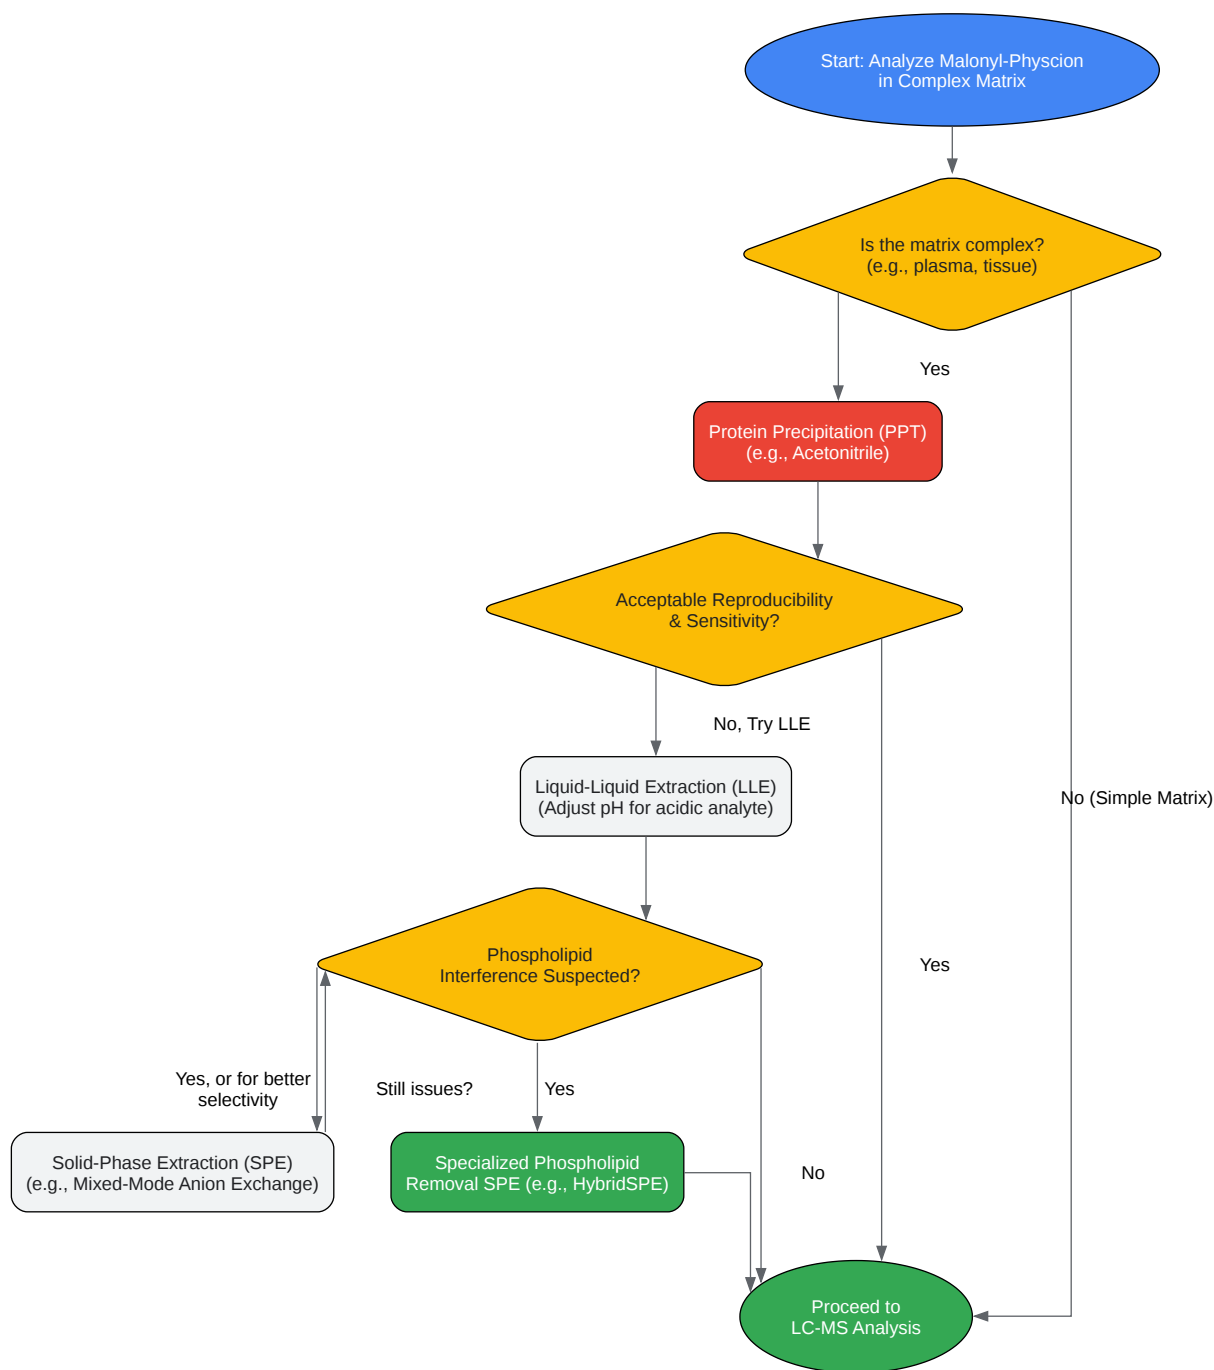 Start: Analyze Malonyl-Physcion
in Complex Matrix
Is the matrix complex?
(e.g., plasma, tissue)
Yes
Protein Precipitation (PPT)
(e.g., Acetonitrile)
Acceptable Reproducibility
& Sensitivity?
No, Try LLE
Liquid-Liquid Extraction (LLE)
(Adjust pH for acidic analyte)
No (Simple Matrix)
Phospholipid
Interference Suspected?
Yes
Yes, or for better
selectivity
Still issues?
Yes
Solid-Phase Extraction (SPE)
(e.g., Mixed-Mode Anion Exchange)
Specialized Phospholipid
Removal SPE (e.g., HybridSPE)
No
Proceed to
LC-MS Analysis